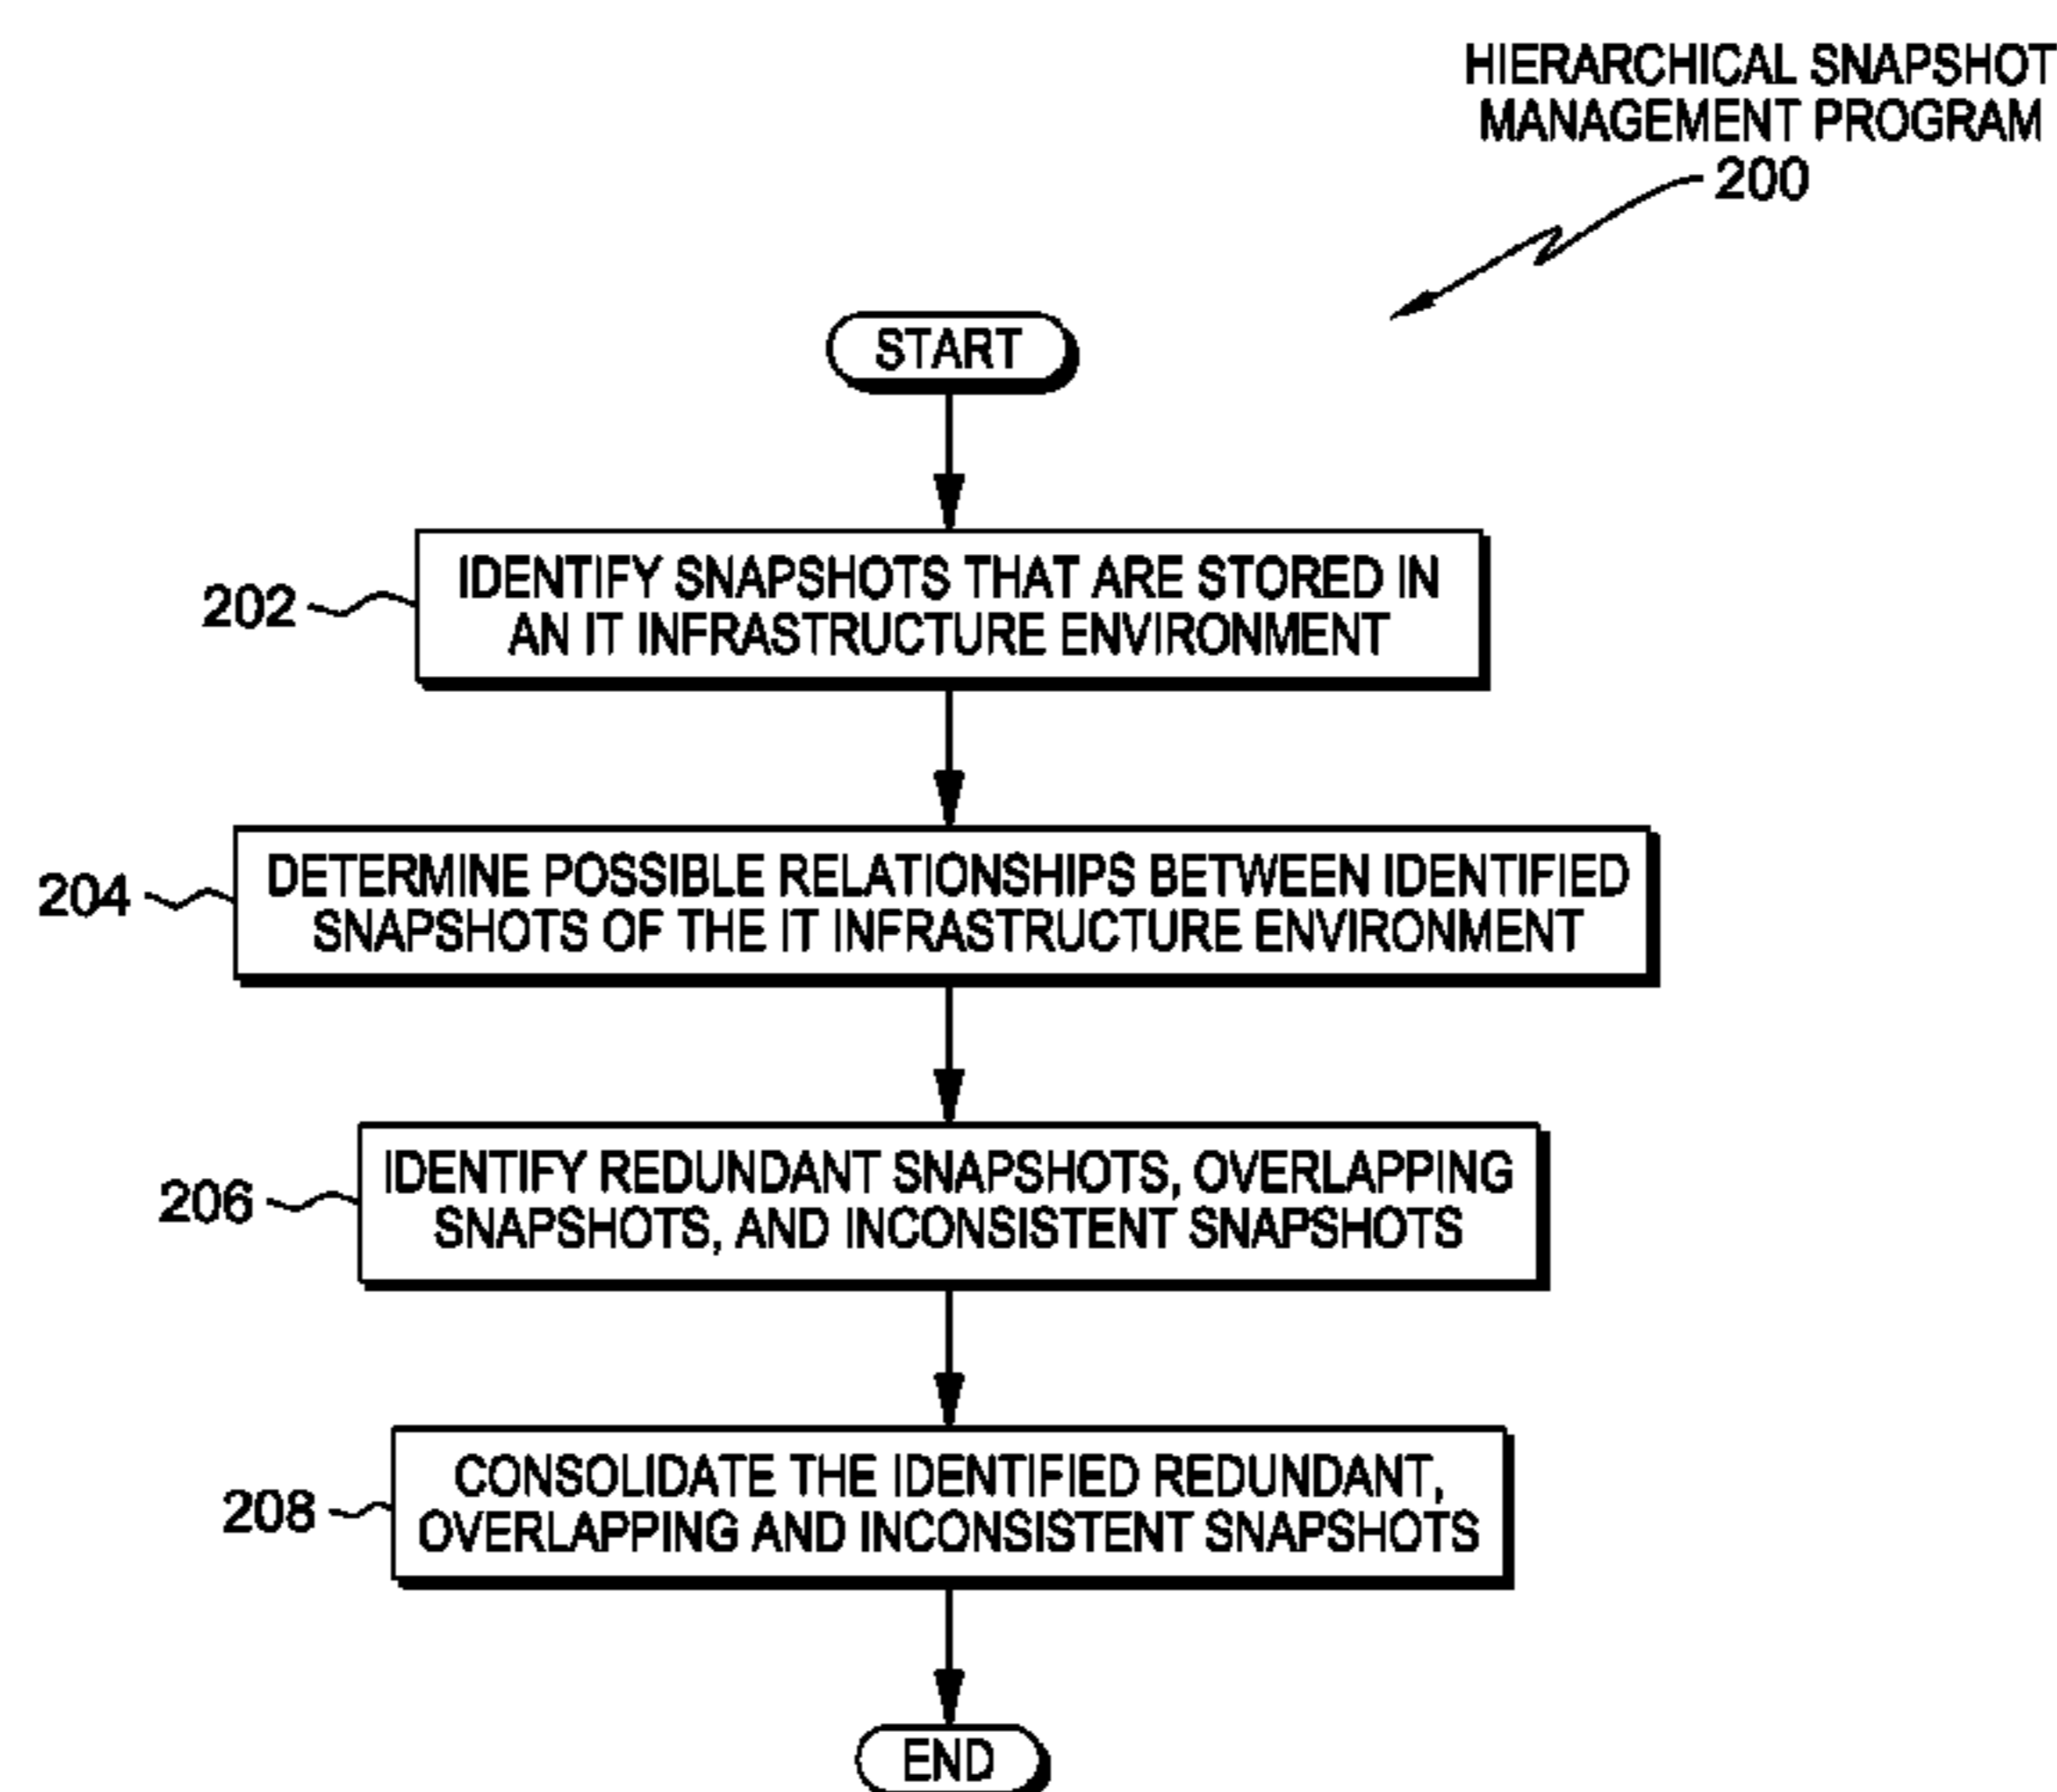 HIERARCHICAL SNAPSHOT
MANAGEMENT PROGRAM
200
START
202
IDENTIFY SNAPSHOTS THAT ARE STORED IN
AN IT INFRASTRUCTURE ENVIRONMENT
204
DETERMINE POSSIBLE RELATIONSHIPS BETWEEN IDENTIFIED
SNAPSHOTS OF THE IT INFRASTRUCTURE ENVIRONMENT
206
IDENTIFY REDUNDANT SNAPSHOTS, OVERLAPPING
SNAPSHOTS, AND INCONSISTENT SNAPSHOTS
208
CONSOLIDATE THE IDENTIFIED REDUNDANT,
OVERLAPPING AND INCONSISTENT SNAPSHOTS
END